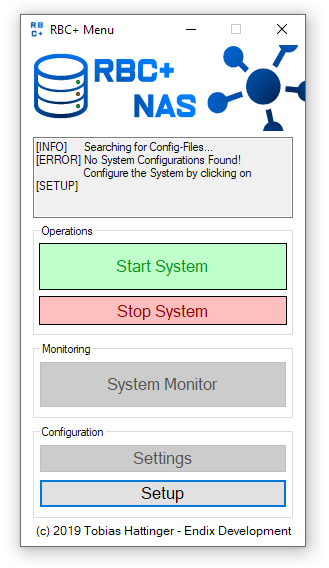 RBC+ Menu
RBC+
NAS
[INFO] Searching for Config-Files...
[ERROR] No System Configurations Found!
Configure the System by clicking on
[SETUP]
Operations
Start System
Stop System
Monitoring
System Monitor
Configuration
Settings
Setup
(c) 2019 Tobias Hattinger - Endix Development